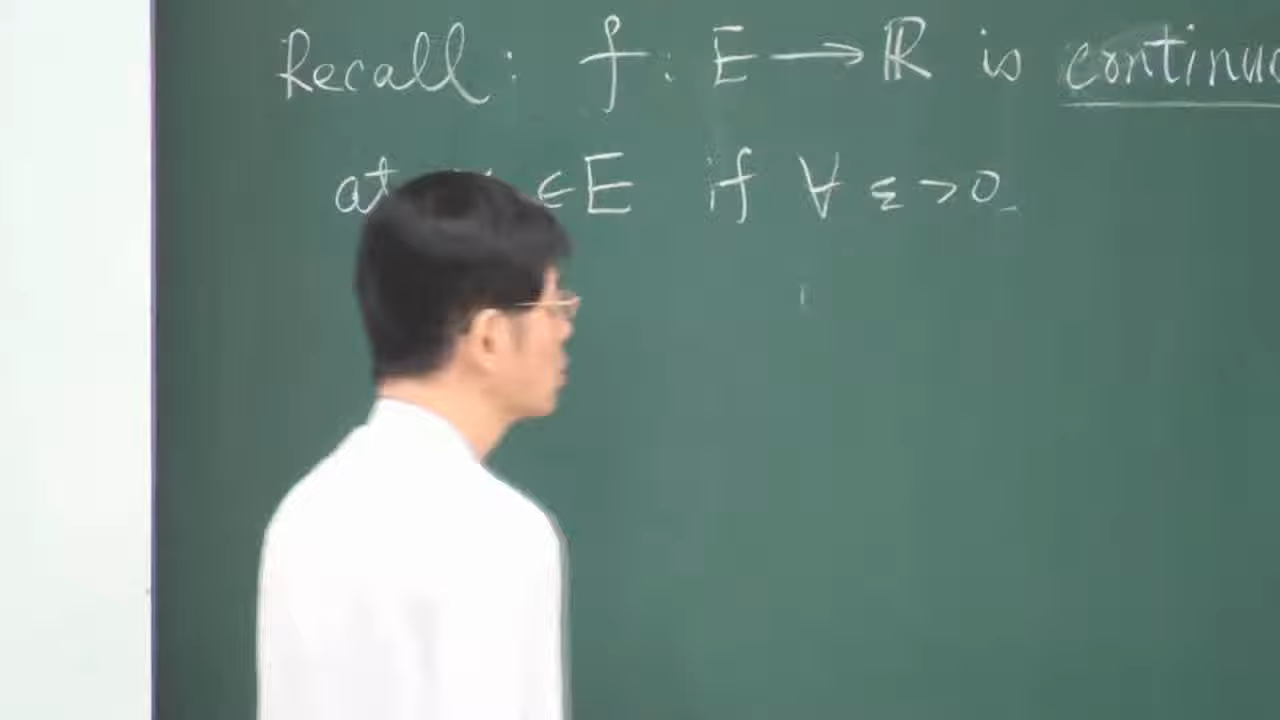 Recall : f : E → ℝ is continuo
at ∈ E if ∀ ε > 0